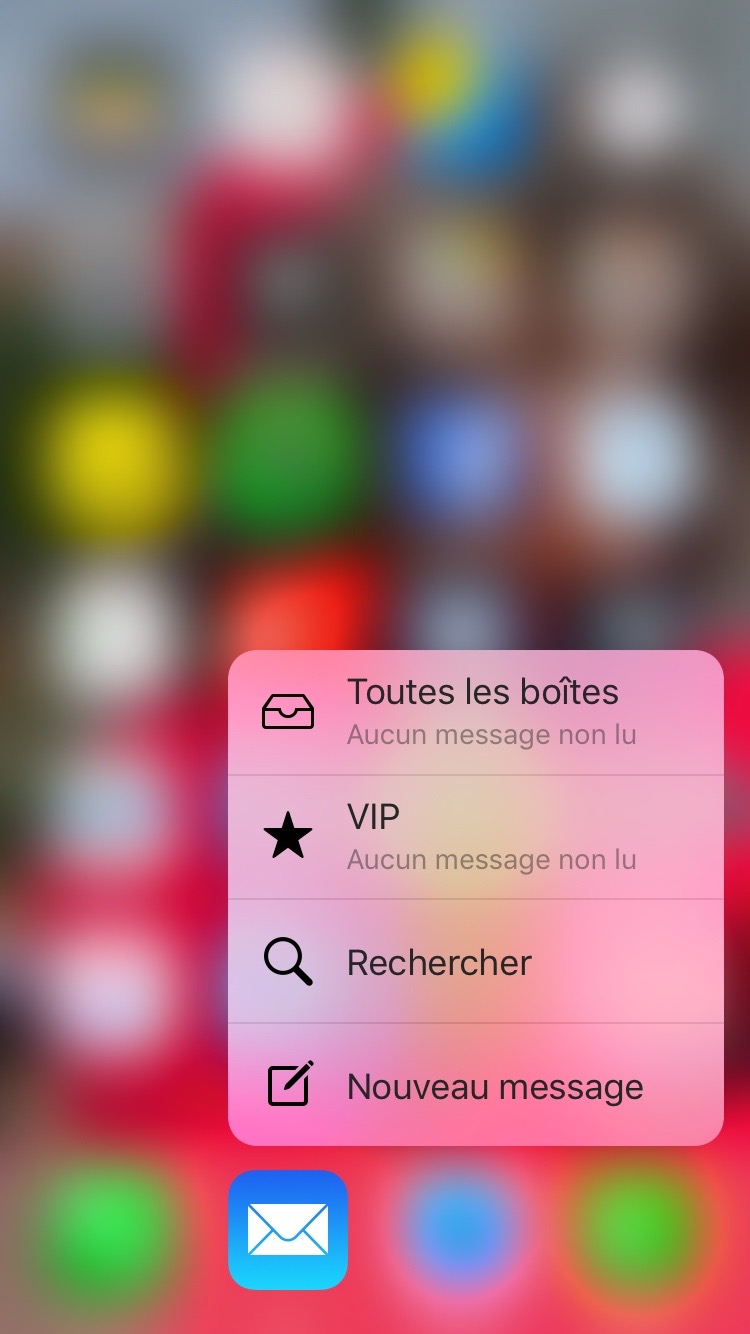 Toutes les boîtes
Aucun message non lu
VIP
Aucun message non lu
Rechercher
Nouveau message